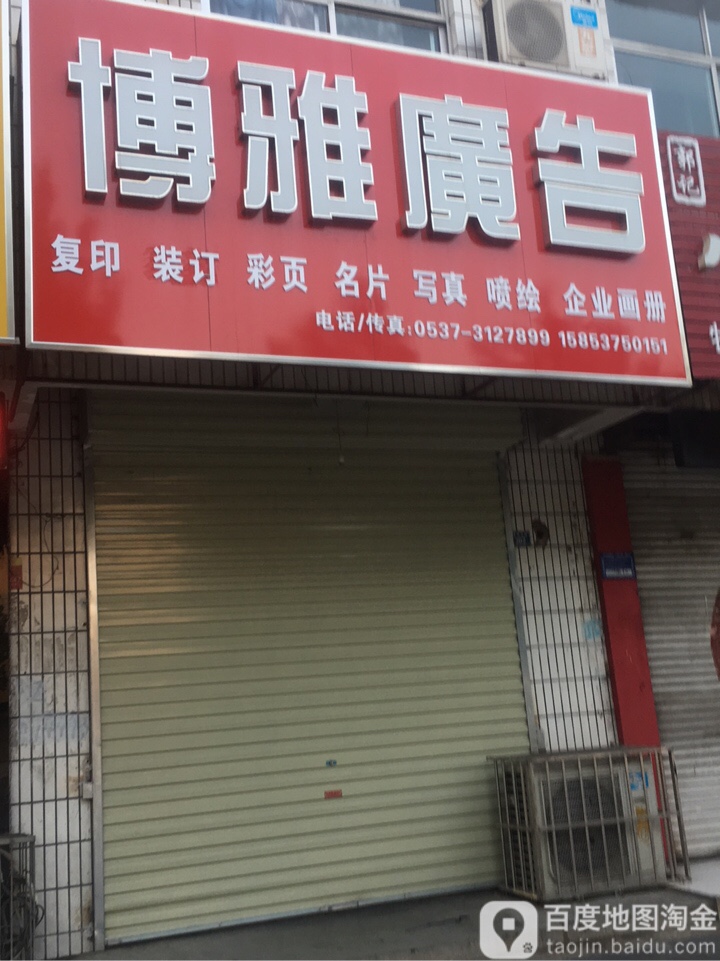 博雅廣告
复印 装订 彩页 名片 写真 喷绘 企业画册
电话/传真:0537-3127899 15853750151
郭记
百度地图淘金
taojin.baidu.com